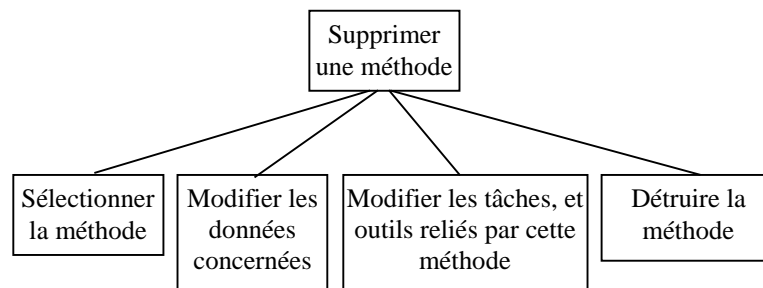 Supprimer
une méthode
Sélectionner
la méthode
Modifier les
données
concernées
Modifier les tâches, et
outils reliés par cette
méthode
Détruire la
méthode